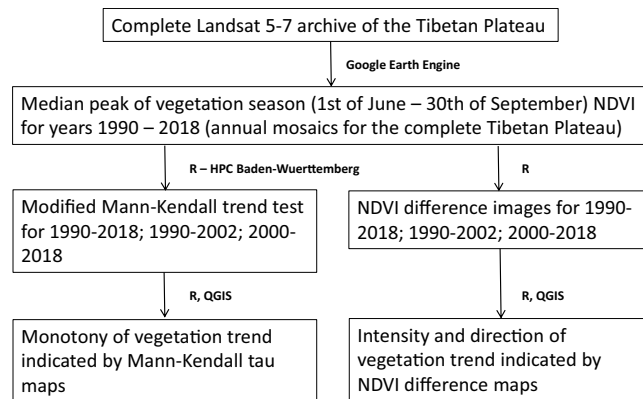 Complete Landsat 5-7 archive of the Tibetan Plateau
Google Earth Engine
Median peak of vegetation season (1st of June – 30th of September) NDVI
for years 1990 – 2018 (annual mosaics for the complete Tibetan Plateau)
R – HPC Baden-Wuerttemberg
R
Modified Mann-Kendall trend test
for 1990-2018; 1990-2002; 2000-
2018
NDVI difference images for 1990-
2018; 1990-2002; 2000-2018
R, QGIS
R, QGIS
Monotony of vegetation trend
indicated by Mann-Kendall tau
maps
Intensity and direction of
vegetation trend indicated by
NDVI difference maps